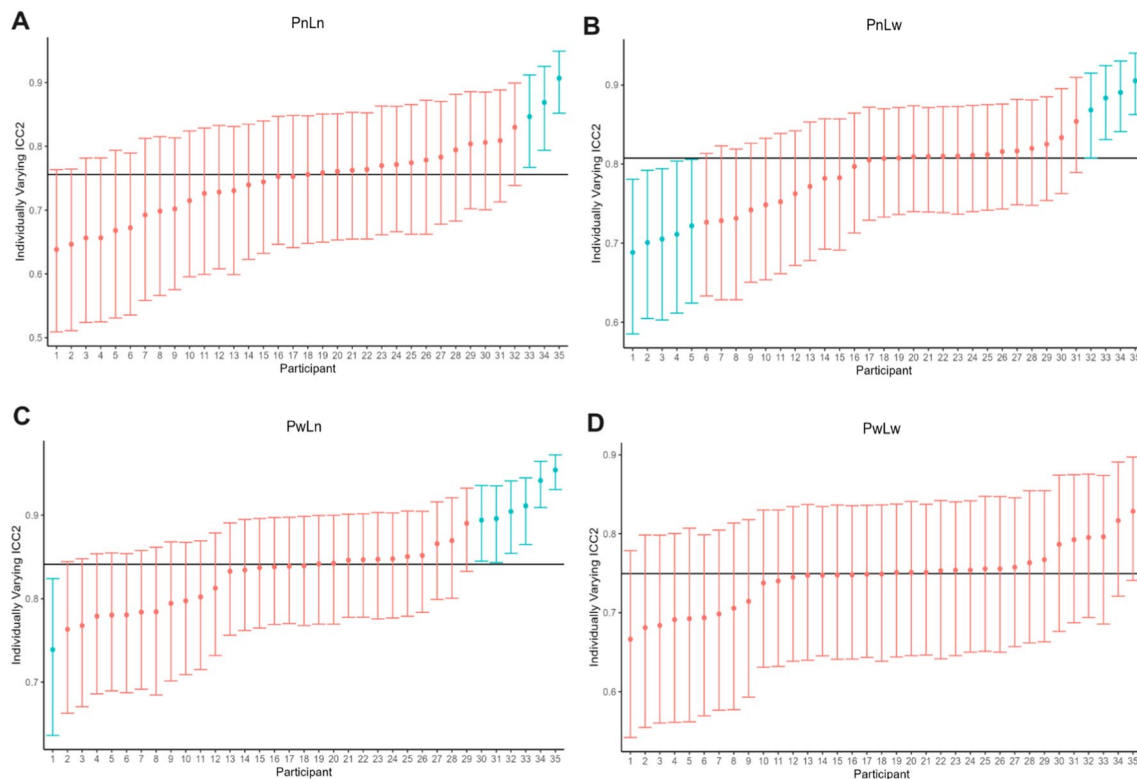 A
PnLn
Individually Varying ICC2
0.9
0.8
0.7
0.6
0.5
1 2 3 4 5 6 7 8 9 10 11 12 13 14 15 16 17 18 19 20 21 22 23 24 25 26 27 28 29 30 31 32 33 34 35
Participant
B
PnLw
Individually Varying ICC2
0.9
0.8
0.7
0.6
1 2 3 4 5 6 7 8 9 10 11 12 13 14 15 16 17 18 19 20 21 22 23 24 25 26 27 28 29 30 31 32 33 34 35
Participant
C
PwLn
Individually Varying ICC2
0.9
0.8
0.7
1 2 3 4 5 6 7 8 9 10 11 12 13 14 15 16 17 18 19 20 21 22 23 24 25 26 27 28 29 30 31 32 33 34 35
Participant
D
PwLw
Individually Varying ICC2
0.9
0.8
0.7
0.6
1 2 3 4 5 6 7 8 9 10 11 12 13 14 15 16 17 18 19 20 21 22 23 24 25 26 27 28 29 30 31 32 33 34 35
Participant